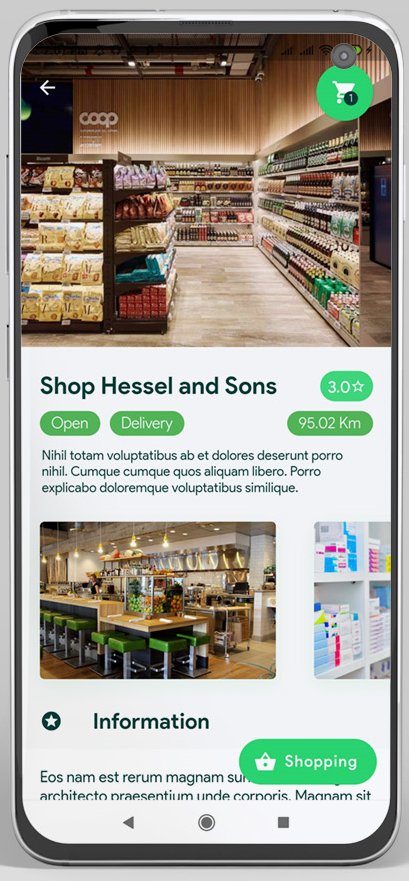 coop
1
Shop Hessel and Sons
3.0
Open
Delivery
95.02 Km
Nihil totam voluptatibus ab et dolores deserunt porro
nihil. Cumque cumque quos aliquam libero. Porro
explicabo doloremque voluptatibus similique.
Information
Shopping
Eos nam est rerum magnam
architecto praesentium unde corporis. Magnam sit